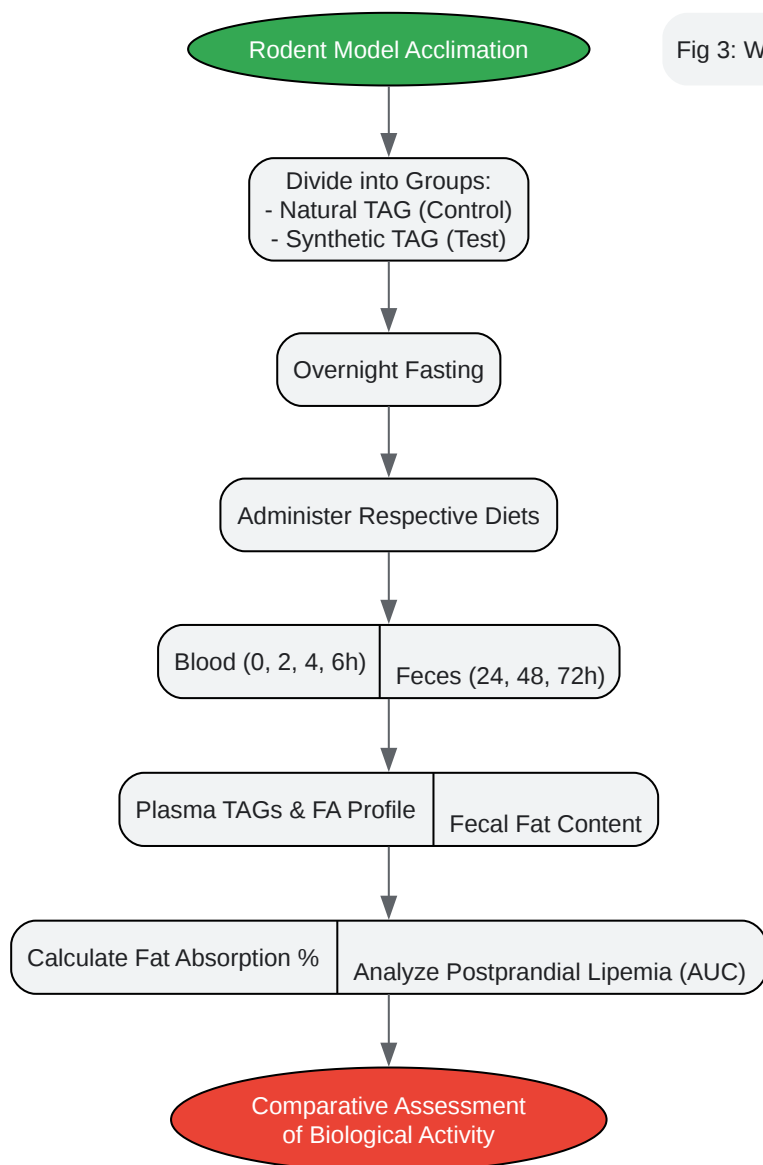 Rodent Model Acclimation
Fig 3: W
Divide into Groups:
- Natural TAG (Control)
- Synthetic TAG (Test)
Overnight Fasting
Administer Respective Diets
Blood (0, 2, 4, 6h)
Feces (24, 48, 72h)
Plasma TAGs & FA Profile
Fecal Fat Content
Calculate Fat Absorption %
Analyze Postprandial Lipemia (AUC)
Comparative Assessment
of Biological Activity